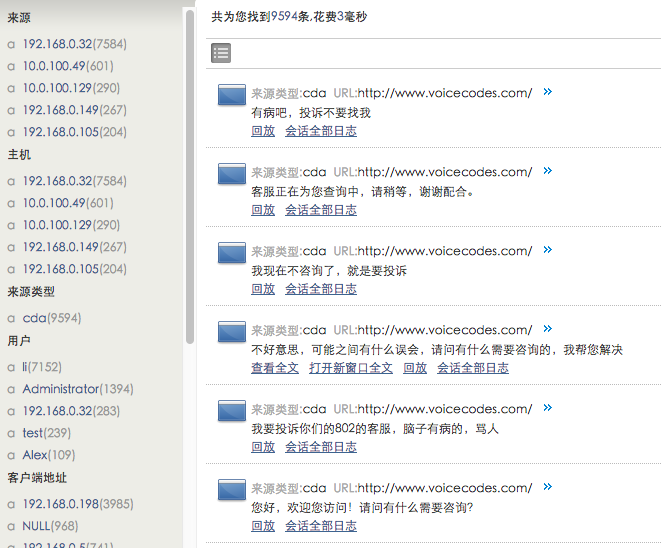 来源
a 192.168.0.32(7584)
a 10.0.100.49(601)
a 10.0.100.129(290)
a 192.168.0.149(267)
a 192.168.0.105(204)
主机
a 192.168.0.32(7584)
a 10.0.100.49(601)
a 10.0.100.129(290)
a 192.168.0.149(267)
a 192.168.0.105(204)
来源类型
a cda(9594)
用户
a li(7152)
a Administrator(1394)
a 192.168.0.32(283)
a test(239)
a Alex(109)
客户端地址
a 192.168.0.198(3985)
a NULL(968)
a 192.168.0.5(741)
共为您找到9594条,花费3毫秒
来源类型:cda URL:http://www.voicecodes.com/ »
有病吧，投诉不要找我
回放 会话全部日志
来源类型:cda URL:http://www.voicecodes.com/ »
客服正在为您查询中，请稍等，谢谢配合。
回放 会话全部日志
来源类型:cda URL:http://www.voicecodes.com/ »
我现在不咨询了，就是要投诉
回放 会话全部日志
来源类型:cda URL:http://www.voicecodes.com/ »
不好意思，可能之间有什么误会，请问有什么需要咨询的，我帮您解决
查看全文 打开新窗口全文 回放 会话全部日志
来源类型:cda URL:http://www.voicecodes.com/ »
我要投诉你们的802的客服，脑子有病的，骂人
回放 会话全部日志
来源类型:cda URL:http://www.voicecodes.com/ »
您好，欢迎您访问！请问有什么需要咨询?
回放 会话全部日志